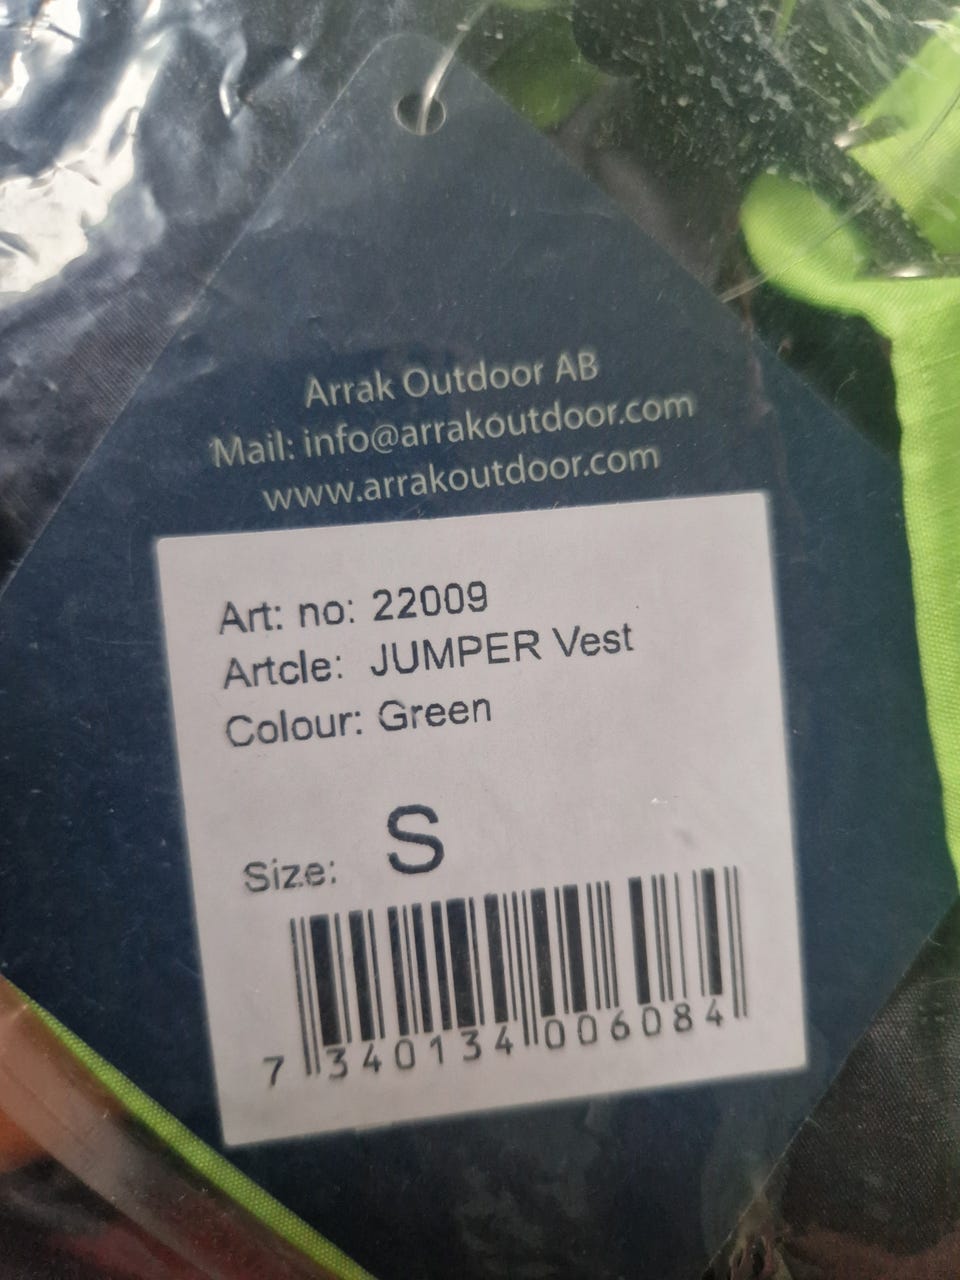 Arrak Outdoor AB
Mail: info@arrakoutdoor.com
www.arrakoutdoor.com
Art: no: 22009
Artcle: JUMPER Vest
Colour: Green
Size: S
7 340134 006084